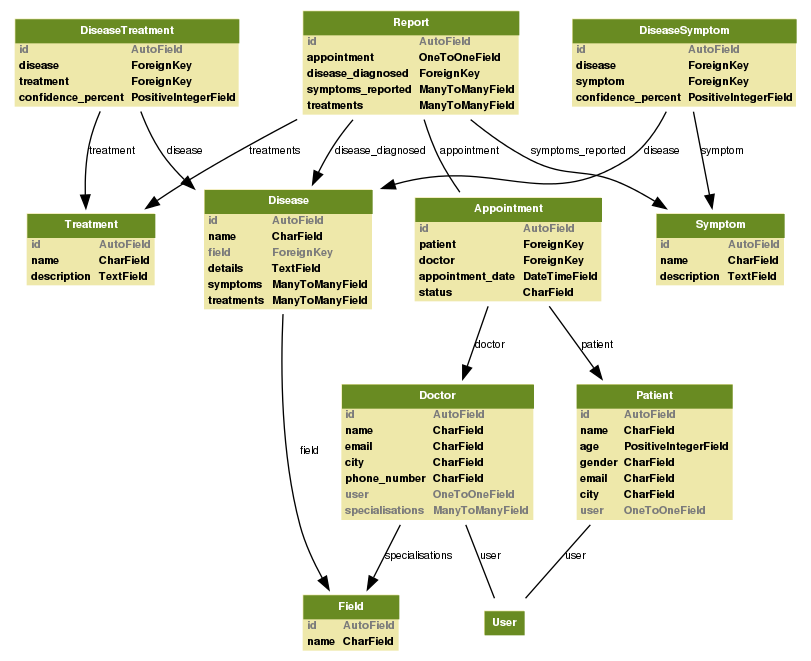 DiseaseTreatment
id AutoField
disease ForeignKey
treatment ForeignKey
confidence_percent PositiveIntegerField
Report
id AutoField
appointment OneToOneField
disease_diagnosed ForeignKey
symptoms_reported ManyToManyField
treatments ManyToManyField
DiseaseSymptom
id AutoField
disease ForeignKey
symptom ForeignKey
confidence_percent PositiveIntegerField
treatment
disease
treatments
disease_diagnosed
appointment
symptoms_reported
disease
symptom
Treatment
id AutoField
name CharField
description TextField
Disease
id AutoField
name CharField
field ForeignKey
details TextField
symptoms ManyToManyField
treatments ManyToManyField
Appointment
id AutoField
patient ForeignKey
doctor ForeignKey
appointment_date DateTimeField
status CharField
Symptom
id AutoField
name CharField
description TextField
doctor
patient
Doctor
id AutoField
name CharField
email CharField
city CharField
phone_number CharField
user OneToOneField
specialisations ManyToManyField
Patient
id AutoField
name CharField
age PositiveIntegerField
gender CharField
email CharField
city CharField
user OneToOneField
field
specialisations
user
user
Field
id AutoField
name CharField
User